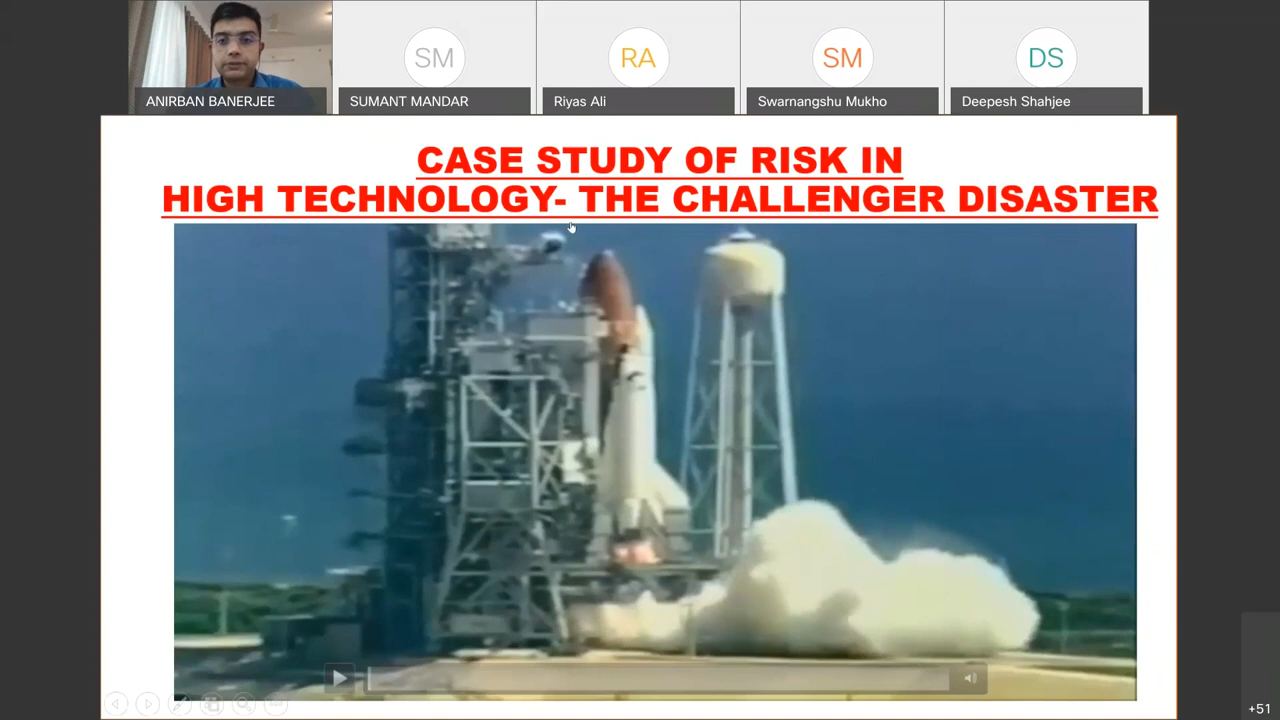 SM
RA
SM
DS
ANIRBAN BANERJEE
SUMANT MANDAR
Riyas Ali
Swarnangshu Mukho
Deepesh Shahjee
CASE STUDY OF RISK IN
HIGH TECHNOLOGY- THE CHALLENGER DISASTER
+51